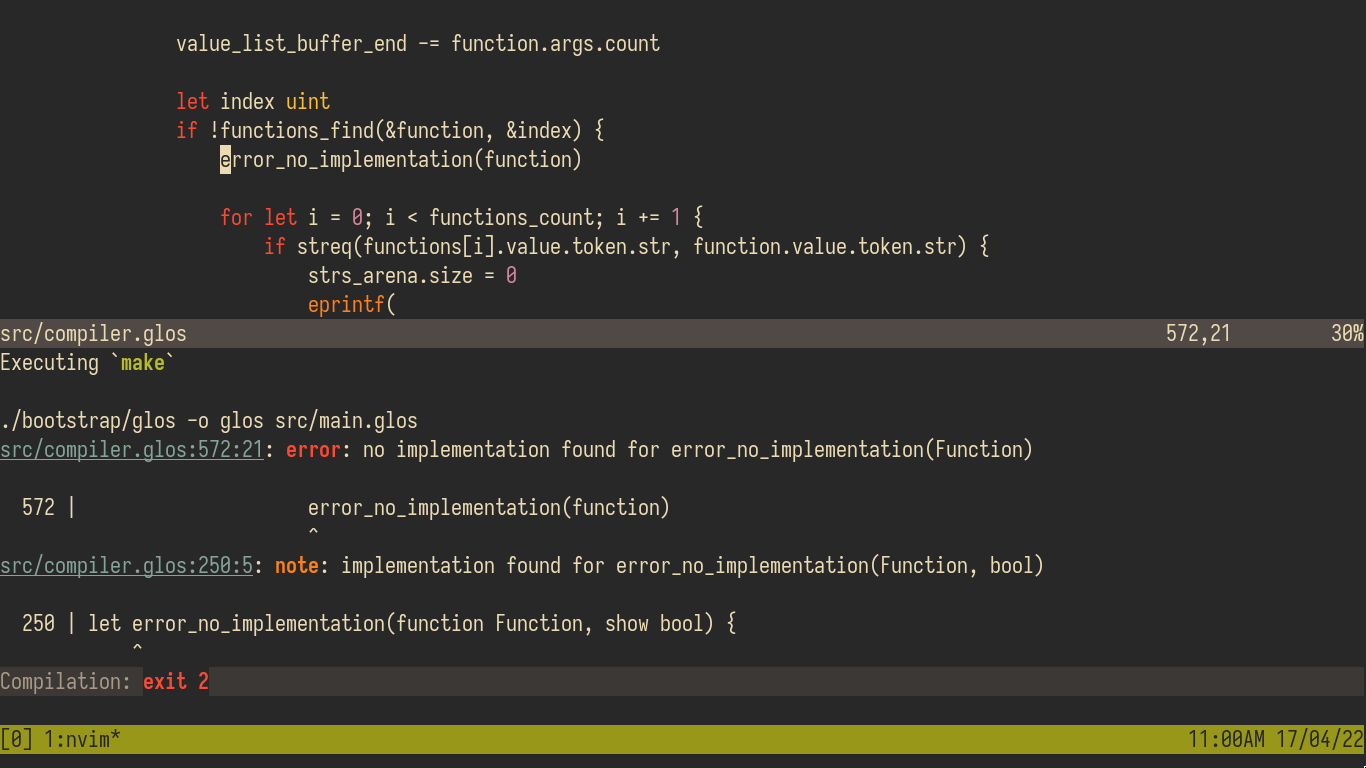 value_list_buffer_end -= function.args.count
let index uint
if !functions_find(&function, &index) {
error_no_implementation(function)
for let i = 0; i < functions_count; i += 1 {
if streq(functions[i].value.token.str, function.value.token.str) {
strs_arena.size = 0
eprintf(
src/compiler.glos 572,21 30%
Executing `make`
./bootstrap/glos -o glos src/main.glos
src/compiler.glos:572:21: error: no implementation found for error_no_implementation(Function)
572 | error_no_implementation(function)
^
src/compiler.glos:250:5: note: implementation found for error_no_implementation(Function, bool)
250 | let error_no_implementation(function Function, show bool) {
^
Compilation: exit 2
[0] 1:nvim* 11:00AM 17/04/22